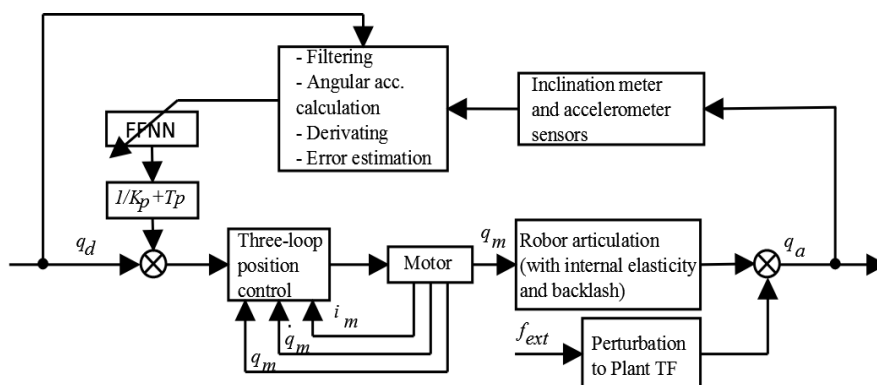 - Filtering
- Angular acc.
calculation
- Derivating
- Error estimation
Inclination meter
and accelerometer
sensors
FFNN
1/Kp+Tp
qd
Three-loop
position
control
Motor
qm
Robor articulation
(with internal elasticity
and backlash)
qa
im
q̇m
qm
fext
Perturbation
to Plant TF